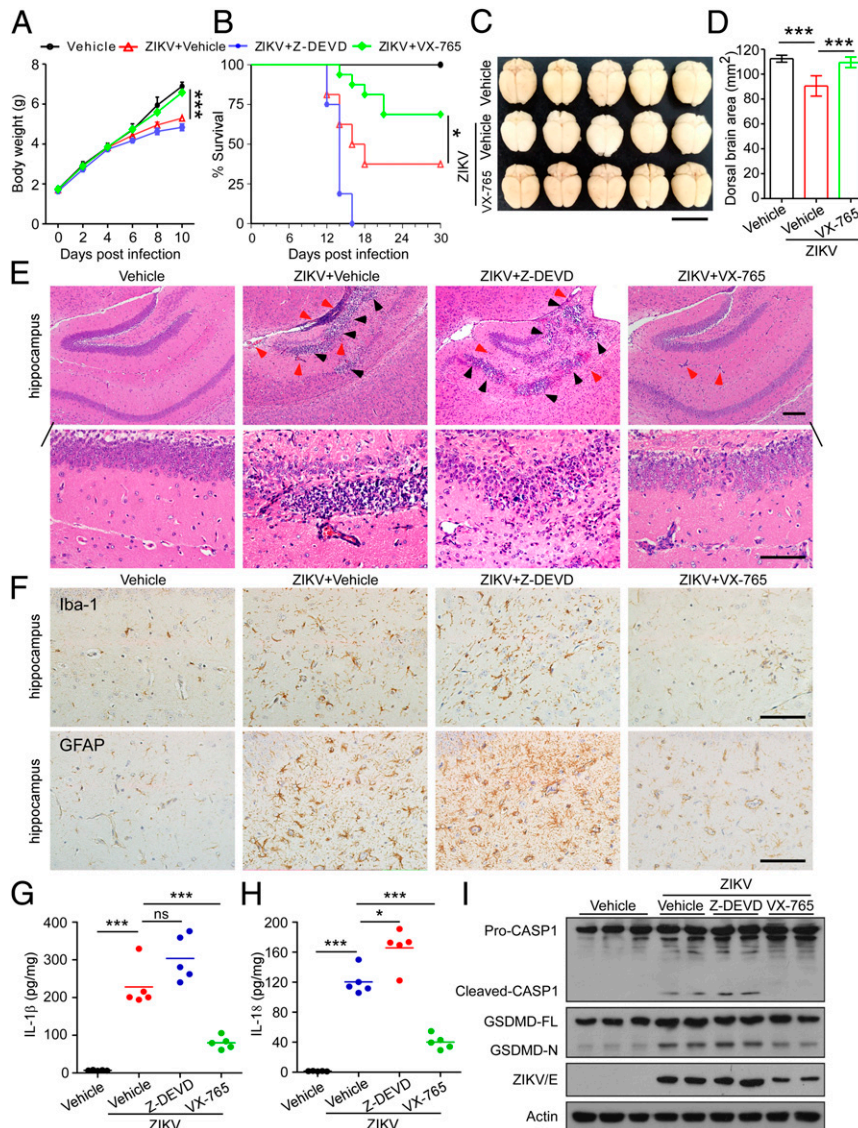 A
B
C
D
Vehicle
ZIKV+Vehicle
ZIKV+Z-DEVD
ZIKV+VX-765
Body weight (g)
8
6
4
2
0
***
0 2 4 6 8 10
Days post infection
% Survival
100
75
50
25
0
*
0 12 18 24 30
Days post infection
Vehicle
Vehicle
VX-765
ZIKV
Dorsal brain area (mm2)
120
100
80
60
40
20
0
*** ***
Vehicle
Vehicle
VX-765
ZIKV
E
Vehicle ZIKV+Vehicle ZIKV+Z-DEVD ZIKV+VX-765
hippocampus
F
Vehicle ZIKV+Vehicle ZIKV+Z-DEVD ZIKV+VX-765
Iba-1
hippocampus
GFAP
hippocampus
G
IL-1β (pg/mg)
400
300
200
100
0
***
ns
***
Vehicle
Vehicle
Z-DEVD
VX-765
ZIKV
H
IL-18 (pg/mg)
200
160
120
80
40
0
***
*
***
Vehicle
Vehicle
Z-DEVD
VX-765
ZIKV
I
ZIKV
Vehicle Vehicle Z-DEVD VX-765
Pro-CASP1
Cleaved-CASP1
GSDMD-FL
GSDMD-N
ZIKV/E
Actin